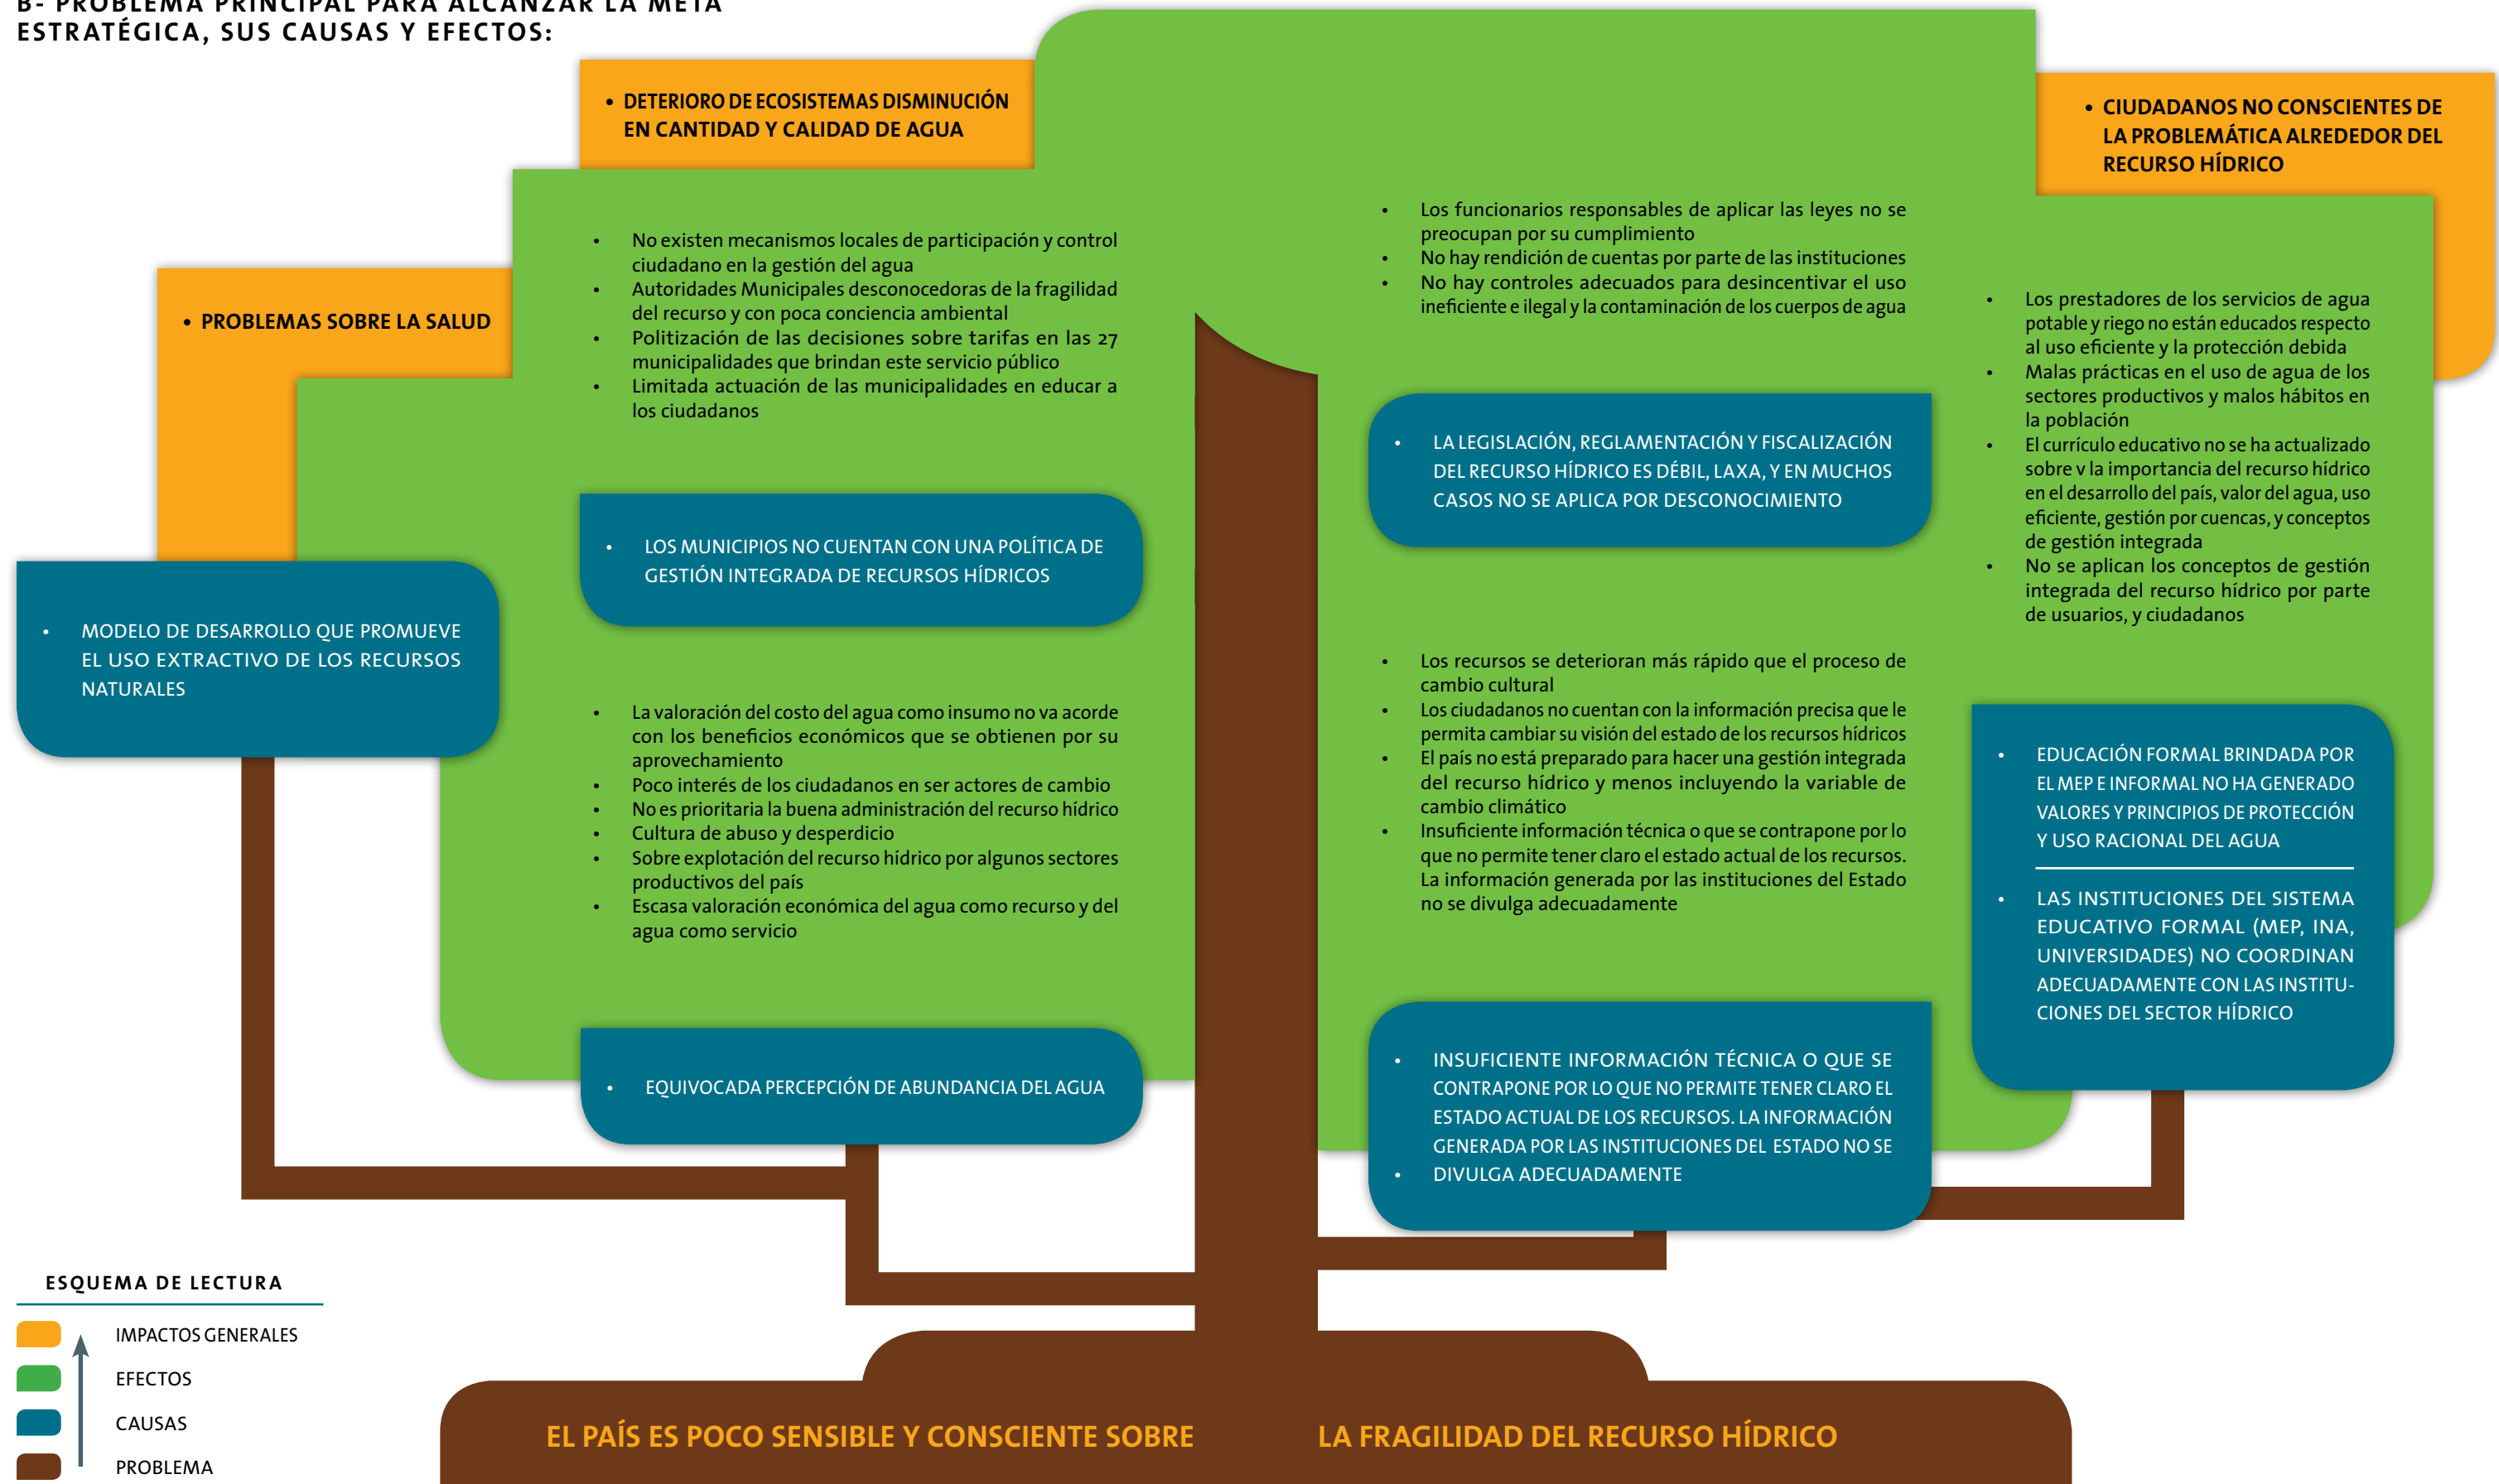 B- PROBLEMA PRINCIPAL PARA ALCANZAR LA META
ESTRATÉGICA, SUS CAUSAS Y EFECTOS:
• DETERIORO DE ECOSISTEMAS DISMINUCIÓN
EN CANTIDAD Y CALIDAD DE AGUA
• CIUDADANOS NO CONSCIENTES DE
LA PROBLEMÁTICA ALREDEDOR DEL
RECURSO HÍDRICO
• PROBLEMAS SOBRE LA SALUD
• No existen mecanismos locales de participación y control
ciudadano en la gestión del agua
• Autoridades Municipales desconocedoras de la fragilidad
del recurso y con poca conciencia ambiental
• Politización de las decisiones sobre tarifas en las 27
municipalidades que brindan este servicio público
• Limitada actuación de las municipalidades en educar a
los ciudadanos
• Los funcionarios responsables de aplicar las leyes no se
preocupan por su cumplimiento
• No hay rendición de cuentas por parte de las instituciones
• No hay controles adecuados para desincentivar el uso
ineficiente e ilegal y la contaminación de los cuerpos de agua
• Los prestadores de los servicios de agua
potable y riego no están educados respecto
al uso eficiente y la protección debida
• Malas prácticas en el uso de agua de los
sectores productivos y malos hábitos en
la población
• El currículo educativo no se ha actualizado
sobre v la importancia del recurso hídrico
en el desarrollo del país, valor del agua, uso
eficiente, gestión por cuencas, y conceptos
de gestión integrada
• No se aplican los conceptos de gestión
integrada del recurso hídrico por parte
de usuarios, y ciudadanos
• LA LEGISLACIÓN, REGLAMENTACIÓN Y FISCALIZACIÓN
DEL RECURSO HÍDRICO ES DÉBIL, LAXA, Y EN MUCHOS
CASOS NO SE APLICA POR DESCONOCIMIENTO
• LOS MUNICIPIOS NO CUENTAN CON UNA POLÍTICA DE
GESTIÓN INTEGRADA DE RECURSOS HÍDRICOS
• MODELO DE DESARROLLO QUE PROMUEVE
EL USO EXTRACTIVO DE LOS RECURSOS
NATURALES
• La valoración del costo del agua como insumo no va acorde
con los beneficios económicos que se obtienen por su
aprovechamiento
• Poco interés de los ciudadanos en ser actores de cambio
• No es prioritaria la buena administración del recurso hídrico
• Cultura de abuso y desperdicio
• Sobre explotación del recurso hídrico por algunos sectores
productivos del país
• Escasa valoración económica del agua como recurso y del
agua como servicio
• Los recursos se deterioran más rápido que el proceso de
cambio cultural
• Los ciudadanos no cuentan con la información precisa que le
permita cambiar su visión del estado de los recursos hídricos
• El país no está preparado para hacer una gestión integrada
del recurso hídrico y menos incluyendo la variable de
cambio climático
• Insuficiente información técnica o que se contrapone por lo
que no permite tener claro el estado actual de los recursos.
La información generada por las instituciones del Estado
no se divulga adecuadamente
• EDUCACIÓN FORMAL BRINDADA POR
EL MEP E INFORMAL NO HA GENERADO
VALORES Y PRINCIPIOS DE PROTECCIÓN
Y USO RACIONAL DEL AGUA
• LAS INSTITUCIONES DEL SISTEMA
EDUCATIVO FORMAL (MEP, INA,
UNIVERSIDADES) NO COORDINAN
ADECUADAMENTE CON LAS INSTITU-
CIONES DEL SECTOR HÍDRICO
• EQUIVOCADA PERCEPCIÓN DE ABUNDANCIA DEL AGUA
• INSUFICIENTE INFORMACIÓN TÉCNICA O QUE SE
CONTRAPONE POR LO QUE NO PERMITE TENER CLARO EL
ESTADO ACTUAL DE LOS RECURSOS. LA INFORMACIÓN
GENERADA POR LAS INSTITUCIONES DEL ESTADO NO SE
• DIVULGA ADECUADAMENTE
ESQUEMA DE LECTURA
IMPACTOS GENERALES
EFECTOS
CAUSAS
PROBLEMA
EL PAÍS ES POCO SENSIBLE Y CONSCIENTE SOBRE LA FRAGILIDAD DEL RECURSO HÍDRICO